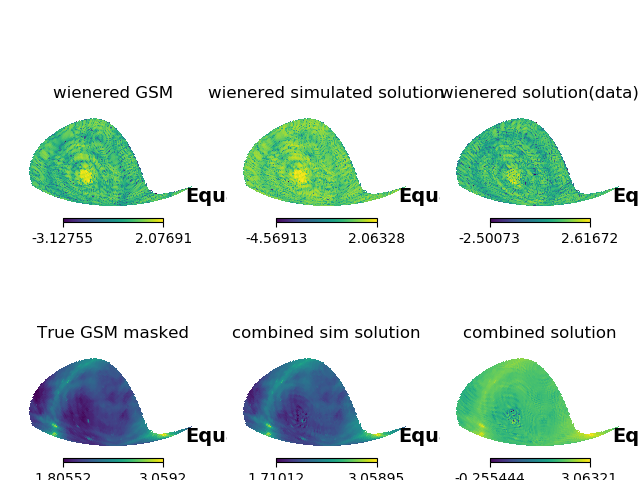 wienered GSM wienered simulated solution wienered solution(data)
Equ Equ Eq
-3.12755 2.07691 -4.56913 2.06328 -2.50073 2.61672
True GSM masked combined sim solution combined solution
Equ Equ Eq
1.80552 3.0592 1.71012 3.05895 -0.255444 3.06321